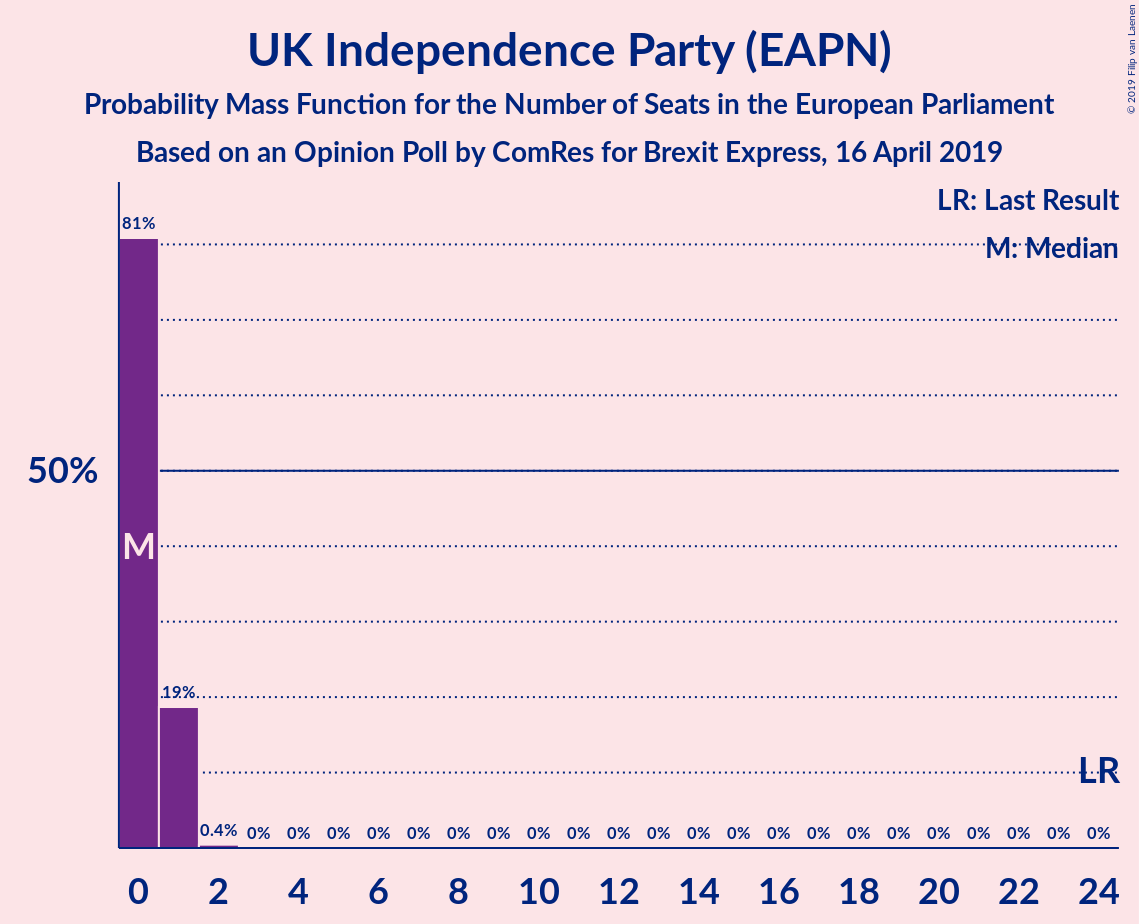 UK Independence Party (EAPN)
Probability Mass Function for the Number of Seats in the European Parliament
Based on an Opinion Poll by ComRes for Brexit Express, 16 April 2019
© 2019 Filip van Laenen
LR: Last Result
M: Median
81%
50%
M
19%
LR
0.4% 0% 0% 0% 0% 0% 0% 0% 0% 0% 0% 0% 0% 0% 0% 0% 0% 0% 0% 0% 0% 0% 0%
0 2 4 6 8 10 12 14 16 18 20 22 24